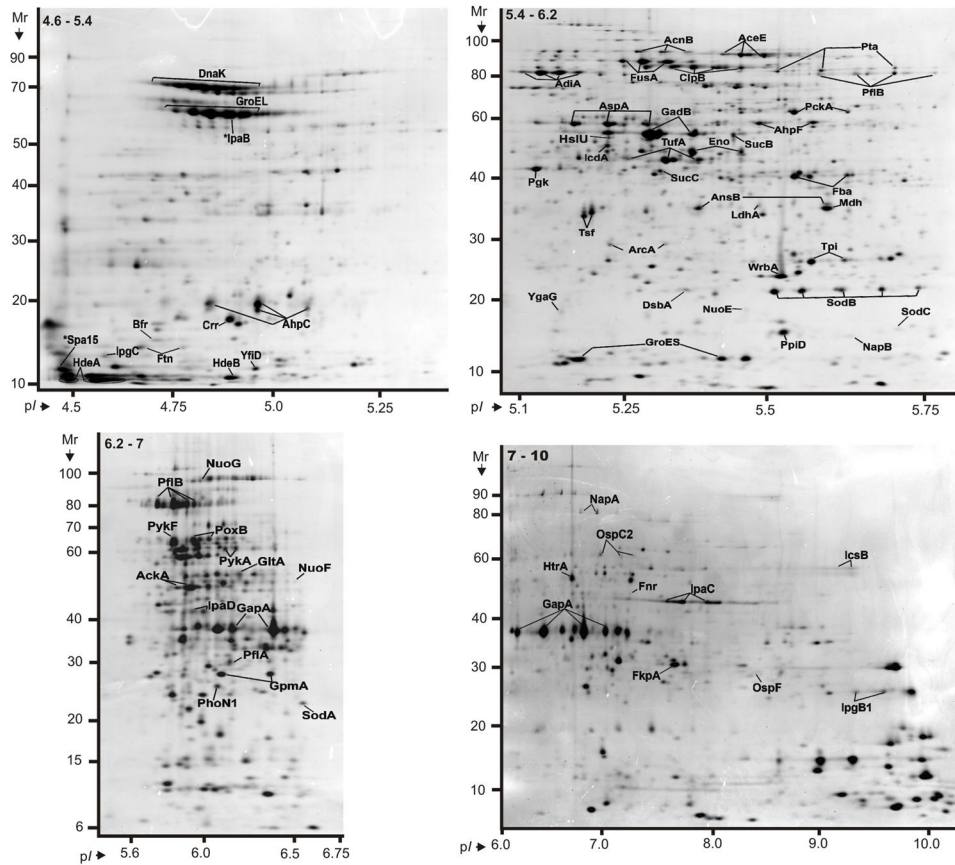 Mr
4.6 - 5.4
90
70
60
40
30
20
10
DnaK
GroEL
*IpaB
Bfr
Crr
AhpC
*Spa15
IpgC
Ftn
YfiD
HdeA
HdeB
pI
4.5
4.75
5.0
5.25
Mr
5.4 - 6.2
100
80
60
40
30
20
10
AcnB
AceE
Pta
AdiA
FusA
ClpB
PflB
AspA
GadB
PckA
HslU
AhpF
TufA
Eno
SucB
IcdA
Pgk
SucC
Fba
AnsB
Mdh
LdhA
Tsf
ArcA
Tpi
WrbA
YgaG
DsbA
NuoE
SodB
SodC
GroES
PpiD
NapB
pI
5.1
5.25
5.5
5.75
Mr
6.2 - 7
100
80
70
60
50
40
30
20
15
10
6
NuoG
PflB
PykF
PoxB
PykA
GltA
NuoF
AckA
IpaD
GapA
PflA
GpmA
PhoN1
SodA
pI
5.6
6.0
6.5
6.75
Mr
7 - 10
90
60
40
30
20
10
NapA
OspC2
IcsB
HtrA
Fnr
IpaC
GapA
FkpA
OspF
IpgB1
pI
6.0
7.0
8.0
9.0
10.0